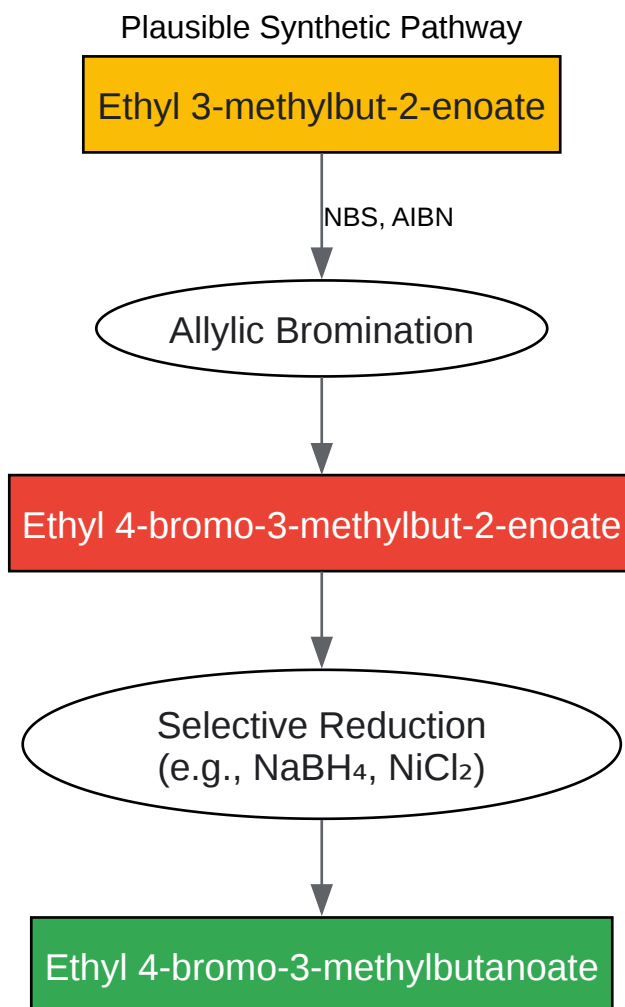 Plausible Synthetic Pathway
Ethyl 3-methylbut-2-enoate
NBS, AIBN
Allylic Bromination
Ethyl 4-bromo-3-methylbut-2-enoate
Selective Reduction
(e.g., NaBH₄, NiCl₂)
Ethyl 4-bromo-3-methylbutanoate